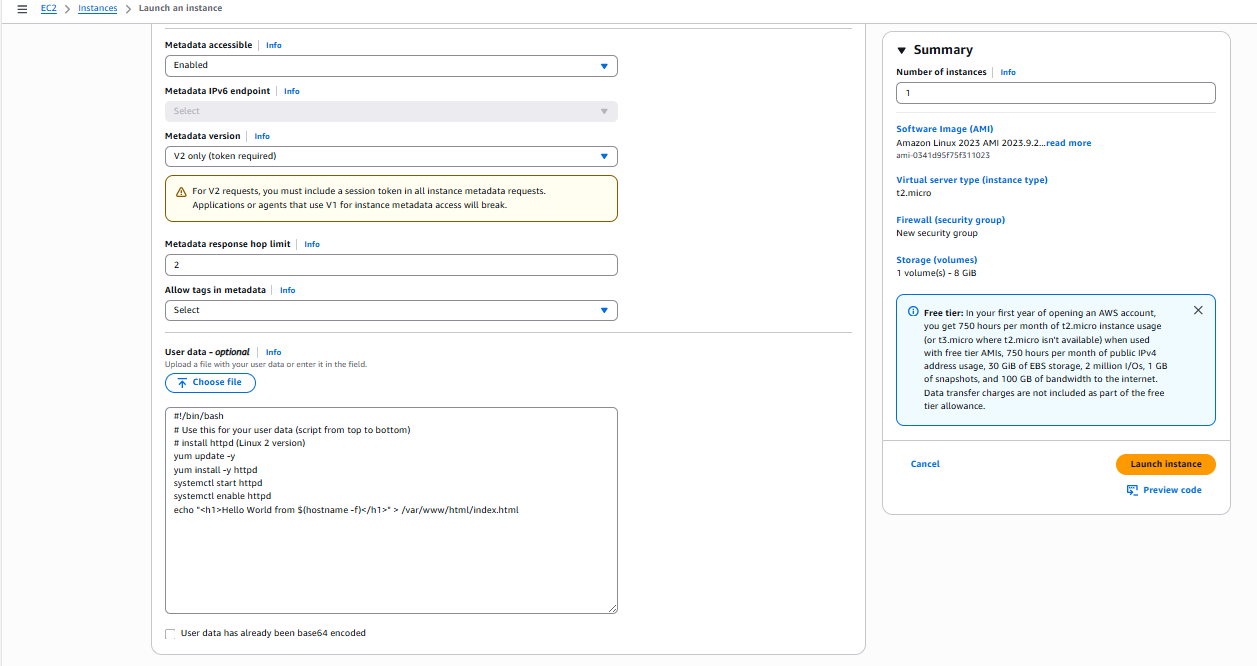 EC2 > Instances > Launch an instance
Metadata accessible | Info
Enabled
Metadata IPv6 endpoint | Info
Select
Metadata version | Info
V2 only (token required)
For V2 requests, you must include a session token in all instance metadata requests.
Applications or agents that use V1 for instance metadata access will break.
Metadata response hop limit | Info
2
Allow tags in metadata | Info
Select
User data - optional | Info
Upload a file with your user data or enter it in the field.
Choose file
#!/bin/bash
# Use this for your user data (script from top to bottom)
# install httpd (Linux 2 version)
yum update -y
yum install -y httpd
systemctl start httpd
systemctl enable httpd
echo "<h1>Hello World from $(hostname -f)</h1>" > /var/www/html/index.html
User data has already been base64 encoded
Summary
Number of instances | Info
1
Software Image (AMI)
Amazon Linux 2023 AMI 2023.9.2...read more
ami-0341d95f75f311023
Virtual server type (instance type)
t2.micro
Firewall (security group)
New security group
Storage (volumes)
1 volume(s) - 8 GiB
Free tier: In your first year of opening an AWS account,
you get 750 hours per month of t2.micro instance usage
(or t3.micro where t2.micro isn't available) when used
with free tier AMIs, 750 hours per month of public IPv4
address usage, 30 GiB of EBS storage, 2 million I/Os, 1 GB
of snapshots, and 100 GB of bandwidth to the internet.
Data transfer charges are not included as part of the free
tier allowance.
Cancel
Launch instance
Preview code